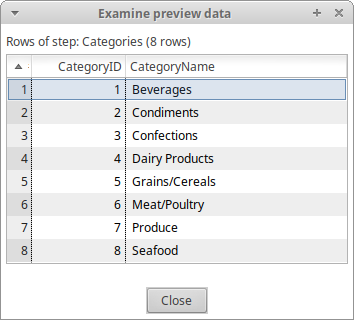 Examine preview data
Rows of step: Categories (8 rows)
CategoryID CategoryName
1 1 Beverages
2 2 Condiments
3 3 Confections
4 4 Dairy Products
5 5 Grains/Cereals
6 6 Meat/Poultry
7 7 Produce
8 8 Seafood
Close